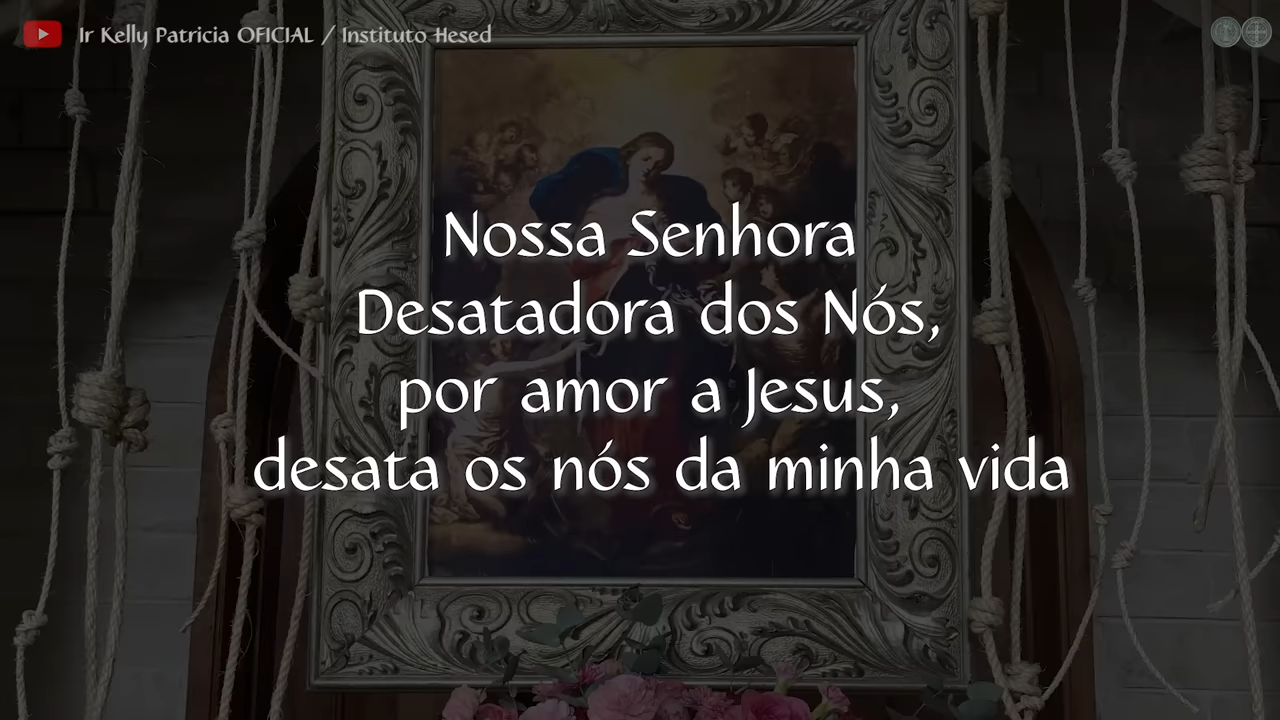 Ir Kelly Patricia OFICIAL / Instituto Hesed
Nossa Senhora
Desatadora dos Nós,
por amor a Jesus,
desata os nós da minha vida